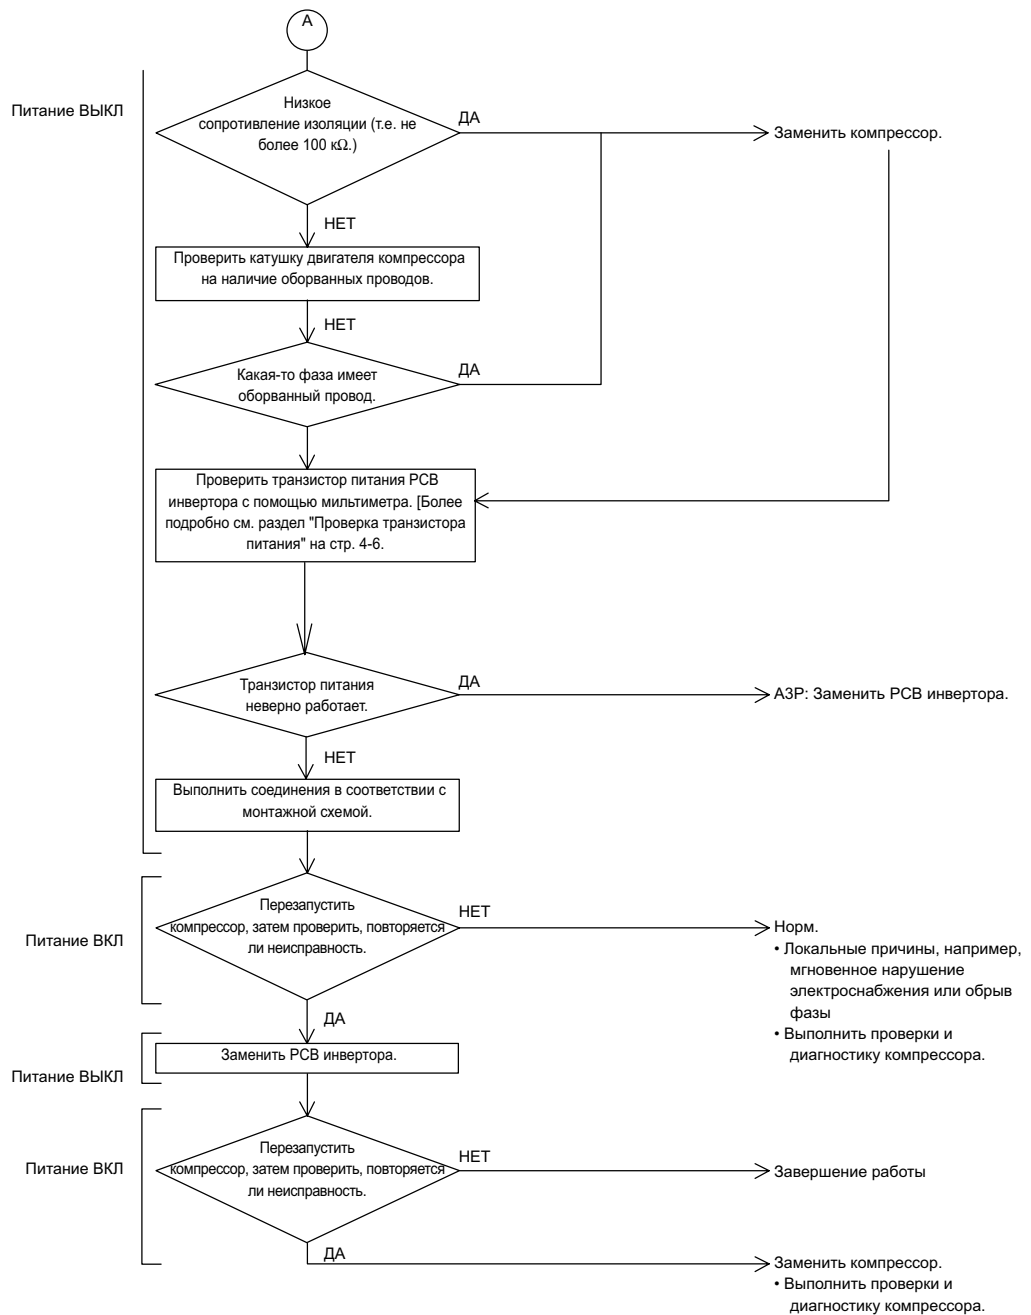 A
Питание ВЫКЛ
Низкое
сопротивление изоляции (т.е. не
более 100 кΩ.)
ДА
Заменить компрессор.
НЕТ
Проверить катушку двигателя компрессора
на наличие оборванных проводов.
НЕТ
Какая-то фаза имеет
оборванный провод.
ДА
Проверить транзистор питания PCB
инвертора с помощью мильтиметра. [Более
подробно см. раздел "Проверка транзистора
питания" на стр. 4-6.
Транзистор питания
неверно работает.
ДА
A3P: Заменить PCB инвертора.
НЕТ
Выполнить соединения в соответствии с
монтажной схемой.
Питание ВКЛ
Перезапустить
компрессор, затем проверить, повторяется
ли неисправность.
НЕТ
Норм.
• Локальные причины, например,
мгновенное нарушение
электроснабжения или обрыв
фазы
• Выполнить проверки и
диагностику компрессора.
ДА
Питание ВЫКЛ
Заменить PCB инвертора.
Питание ВКЛ
Перезапустить
компрессор, затем проверить, повторяется
ли неисправность.
НЕТ
Завершение работы
ДА
Заменить компрессор.
• Выполнить проверки и
диагностику компрессора.